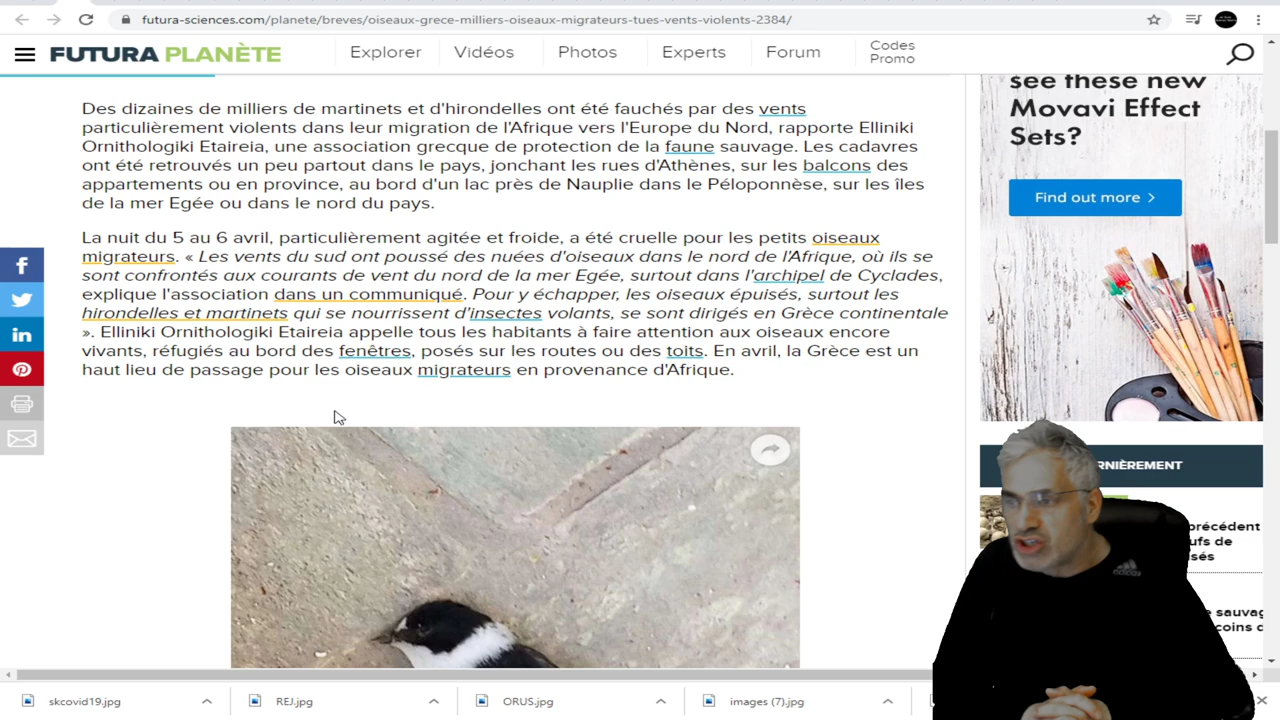 futura-sciences.com/planete/breves/oiseaux-grece-milliers-oiseaux-migrateurs-tues-vents-violents-2384/
FUTURA PLANÈTE
Explorer
Vidéos
Photos
Experts
Forum
Codes
Promo
Des dizaines de milliers de martinets et d'hirondelles ont été fauchés par des vents
particulièrement violents dans leur migration de l'Afrique vers l'Europe du Nord, rapporte Elliniki
Ornithologiki Etaireia, une association grecque de protection de la faune sauvage. Les cadavres
ont été retrouvés un peu partout dans le pays, jonchant les rues d'Athènes, sur les balcons des
appartements ou en province, au bord d'un lac près de Nauplie dans le Péloponnèse, sur les îles
de la mer Egée ou dans le nord du pays.
La nuit du 5 au 6 avril, particulièrement agitée et froide, a été cruelle pour les petits oiseaux
migrateurs. « Les vents du sud ont poussé des nuées d'oiseaux dans le nord de l'Afrique, où ils se
sont confrontés aux courants de vent du nord de la mer Egée, surtout dans l'archipel de Cyclades,
explique l'association dans un communiqué. Pour y échapper, les oiseaux épuisés, surtout les
hirondelles et martinets qui se nourrissent d'insectes volants, se sont dirigés en Grèce continentale
». Elliniki Ornithologiki Etaireia appelle tous les habitants à faire attention aux oiseaux encore
vivants, réfugiés au bord des fenêtres, posés sur les routes ou des toits. En avril, la Grèce est un
haut lieu de passage pour les oiseaux migrateurs en provenance d'Afrique.
see these new
Movavi Effect
Sets?
Find out more >
RNIÈREMENT
précédent
ufs de
sés
sauvag
coins d
adidas
skcovid19.jpg
REJ.jpg
ORUS.jpg
images (7).jpg